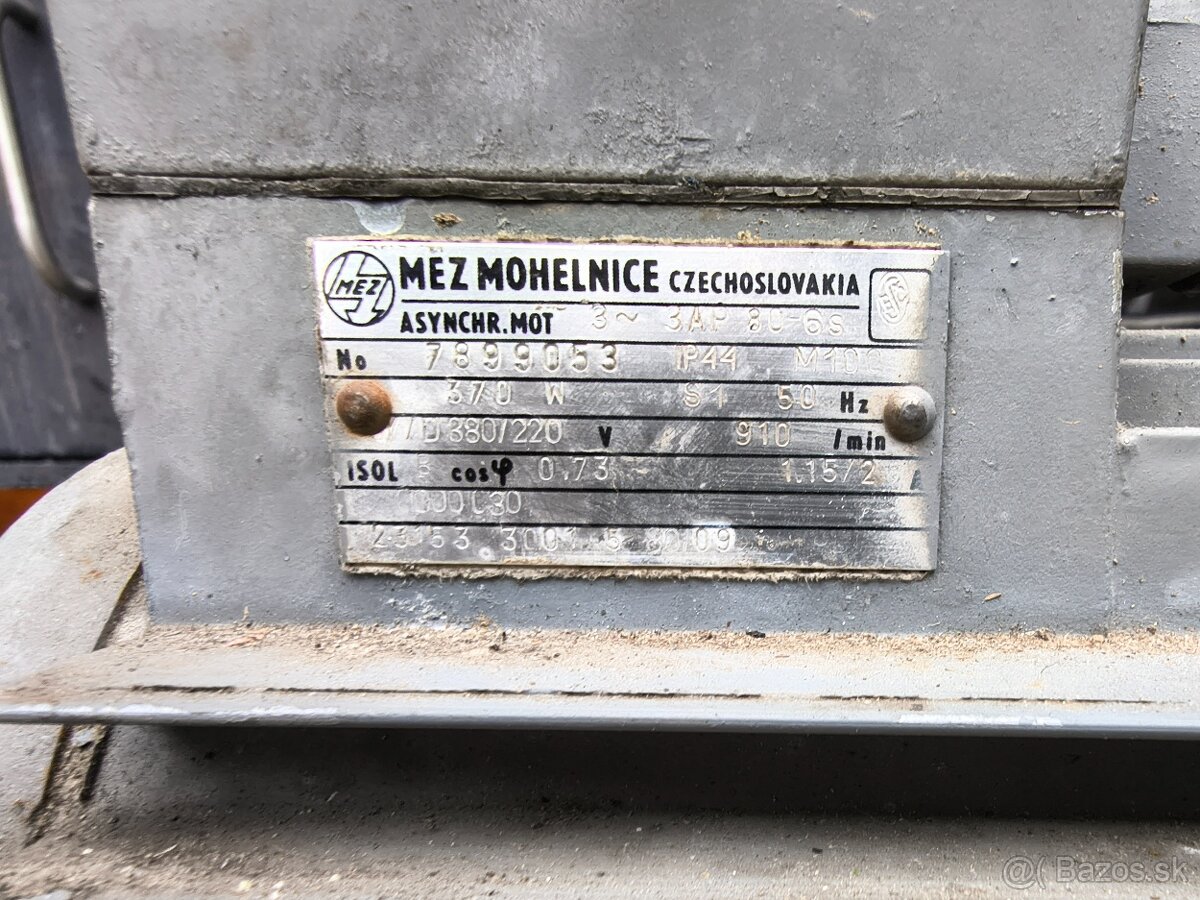 MEZ MEZ MOHELNICE CZECHOSLOVAKIA
ASYNCHR.MOT 3~ 3AP 80-6s
No 7899053 IP44
370 W S1 50 Hz
/D 380/220 V 910 /min
ISOL cosφ 0.73 1.15/2 A
@( Bazos.sk